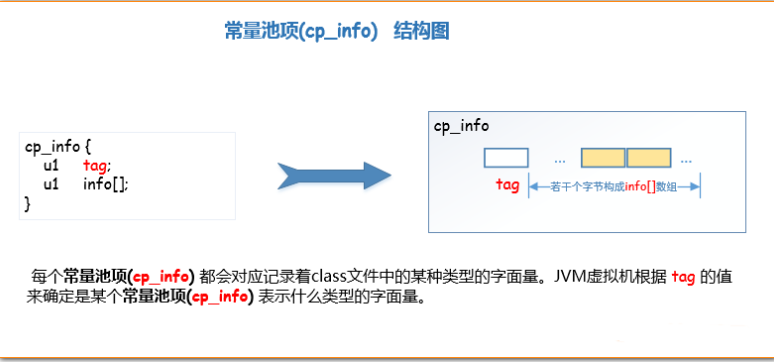 常量池项(cp_info) 结构图
cp_info {
u1 tag;
u1 info[];
}
cp_info
... ...
tag 若干个字节构成info[]数组
每个常量池项(cp_info) 都会对应记录着class文件中的某种类型的字面量。JVM虚拟机根据 tag 的值
来确定是某个常量池项(cp_info) 表示什么类型的字面量。